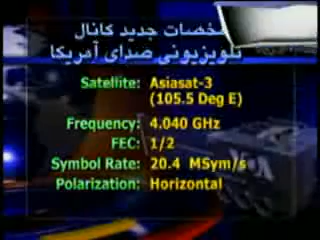 مشخصات جدید کانال
تلویزیونی صدای آمریکا
Satellite: Asiasat-3
(105.5 Deg E)
Frequency: 4.040 GHz
FEC: 1/2
Symbol Rate: 20.4 MSym/s
Polarization: Horizontal
VOA